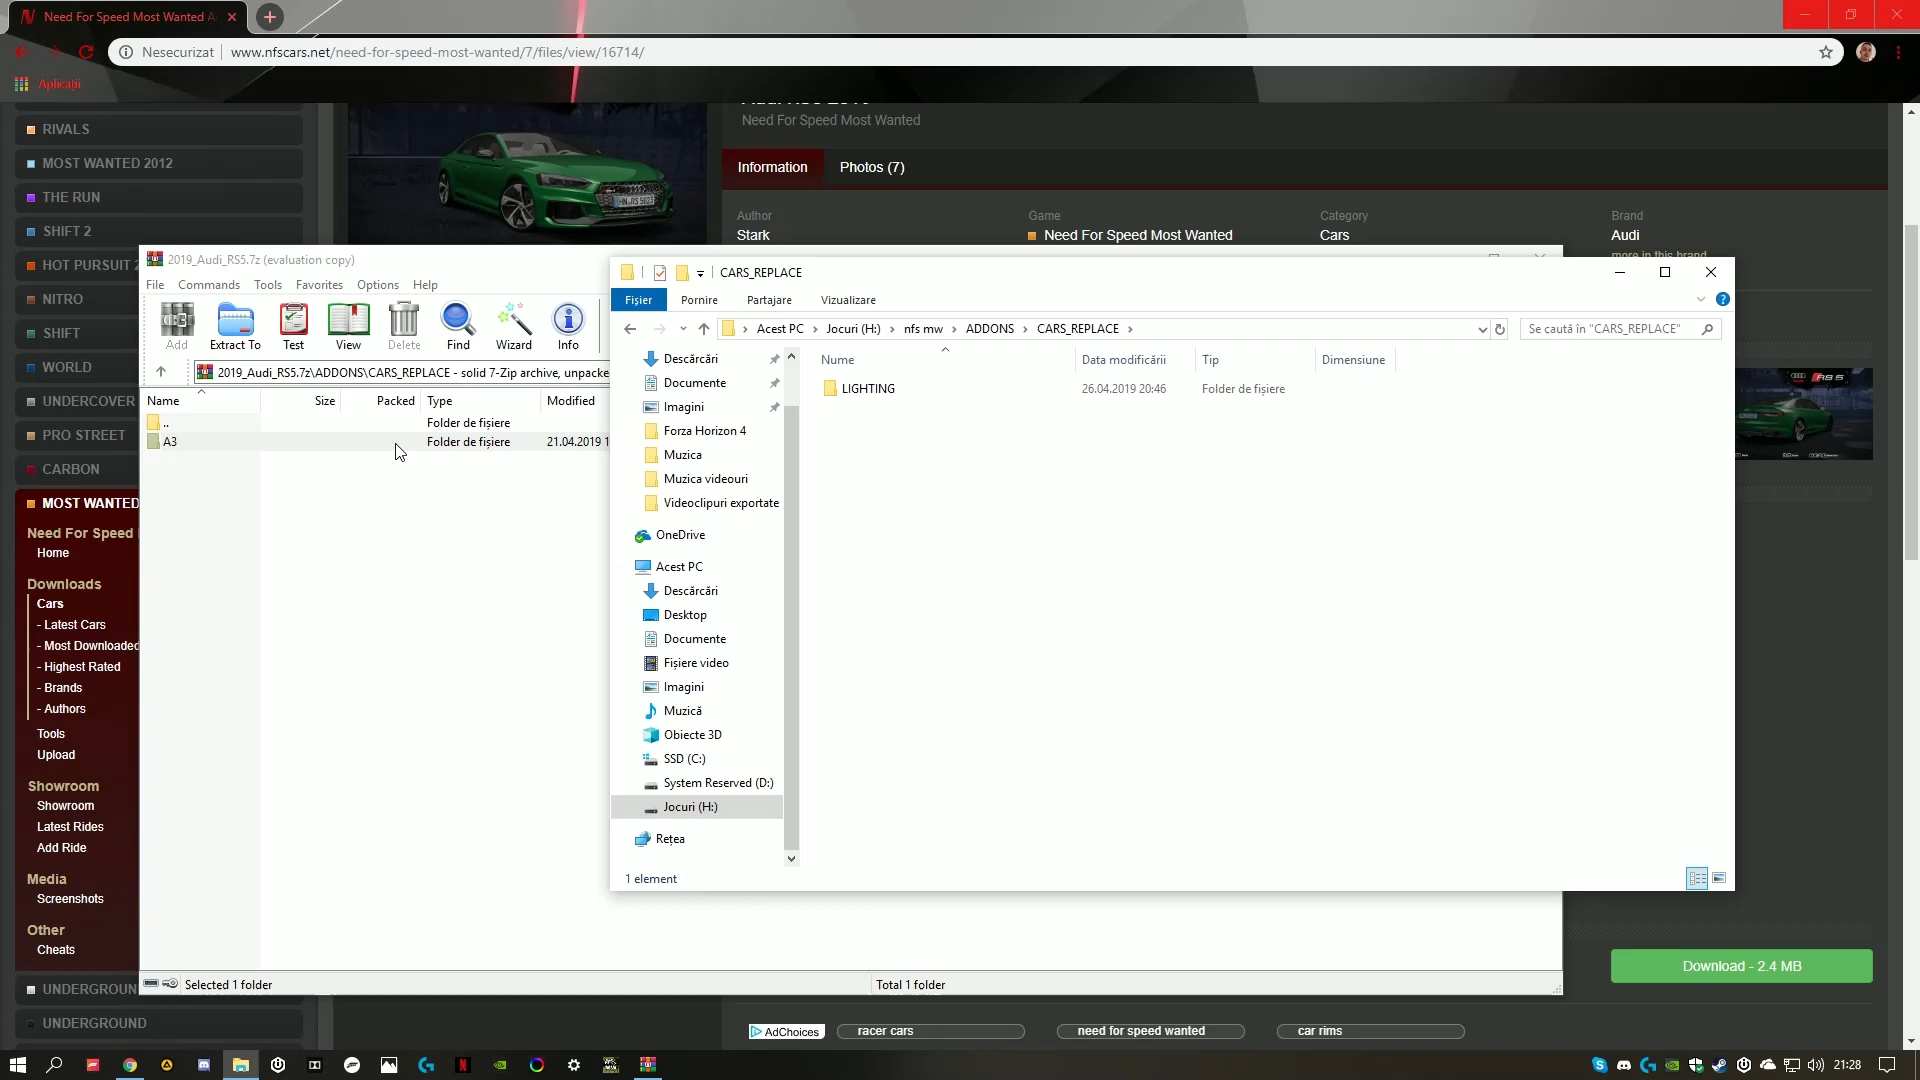 Need For Speed Most Wanted A
Nesecurizat
www.nfscars.net/need-for-speed-most-wanted/7/files/view/16714/
Aplicații
RIVALS
MOST WANTED 2012
THE RUN
SHIFT 2
HOT PURSUIT 2
NITRO
SHIFT
WORLD
UNDERCOVER
PRO STREET
CARBON
MOST WANTED
Need For Speed
Home
Downloads
Cars
- Latest Cars
- Most Downloaded
- Highest Rated
- Brands
- Authors
Tools
Upload
Showroom
Showroom
Latest Rides
Add Ride
Media
Screenshots
Other
Cheats
UNDERGROUN
UNDERGROUND
Need For Speed Most Wanted
Information
Photos (7)
Author
Stark
Game
Need For Speed Most Wanted
Category
Cars
Brand
Audi
more in this brand
2019_Audi_RS5.7z (evaluation copy)
File Commands Tools Favorites Options Help
Add Extract To Test View Delete Find Wizard Info
2019_Audi_RS5.7z\ADDONS\CARS_REPLACE - solid 7-Zip archive, unpacke
Name Size Packed Type Modified
.. Folder de fișiere
A3 Folder de fișiere 21.04.2019 1
Selected 1 folder
Total 1 folder
CARS_REPLACE
Fișier Pornire Partajare Vizualizare
Acest PC Jocuri (H:) nfs mw ADDONS CARS_REPLACE
Se caută în "CARS_REPLACE"
Descărcări
Documente
Imagini
Forza Horizon 4
Muzica
Muzica videouri
Videoclipuri exportate
OneDrive
Acest PC
Descărcări
Desktop
Documente
Fișiere video
Imagini
Muzică
Obiecte 3D
SSD (C:)
System Reserved (D:)
Jocuri (H:)
Rețea
Nume Data modificării Tip Dimensiune
LIGHTING 26.04.2019 20:46 Folder de fișiere
1 element
RS 5
Download - 2.4 MB
AdChoices
racer cars
need for speed wanted
car rims
21:28